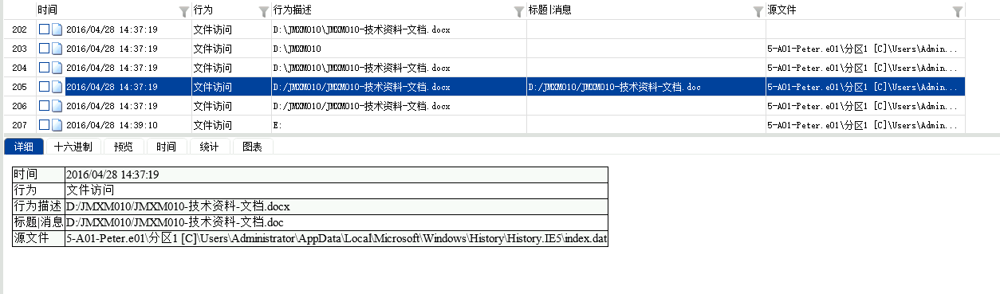 时间 行为 行为描述 标题|消息 源文件
202 2016/04/28 14:37:19 文件访问 D:\JMXM010\JMXM010-技术资料-文档.docx
203 2016/04/28 14:37:19 文件访问 D:\JMXM010 5-A01-Peter.e01\分区1 [C]\Users\Admin...
204 2016/04/28 14:37:19 文件访问 D:\JMXM010\JMXM010-技术资料-文档.docx 5-A01-Peter.e01\分区1 [C]\Users\Admin...
205 2016/04/28 14:37:19 文件访问 D:/JMXM010/JMXM010-技术资料-文档.docx D:/JMXM010/JMXM010-技术资料-文档.doc 5-A01-Peter.e01\分区1 [C]\Users\Admin...
206 2016/04/28 14:37:19 文件访问 D:/JMXM010/JMXM010-技术资料-文档.docx 5-A01-Peter.e01\分区1 [C]\Users\Admin...
207 2016/04/28 14:39:10 文件访问 E: 5-A01-Peter.e01\分区1 [C]\Users\Admin...
详细 十六进制 预览 时间 统计 图表
时间 2016/04/28 14:37:19
行为 文件访问
行为描述 D:/JMXM010/JMXM010-技术资料-文档.docx
标题|消息 D:/JMXM010/JMXM010-技术资料-文档.doc
源文件 5-A01-Peter.e01\分区1 [C]\Users\Administrator\AppData\Local\Microsoft\Windows\History\History.IE5\index.dat